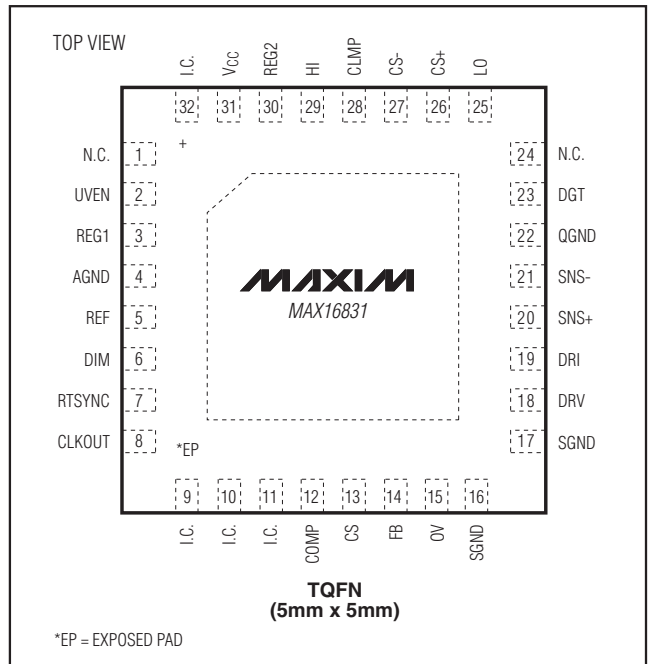 TOP VIEW
I.C. VCC REG2 HI CLMP CS- CS+ LO
32 31 30 29 28 27 26 25
+
N.C. 1
UVEN 2
REG1 3
AGND 4
REF 5
DIM 6
RTSYNC 7
CLKOUT 8
24 N.C.
23 DGT
22 QGND
21 SNS-
20 SNS+
19 DRI
18 DRV
17 SGND
MAXIM
MAX16831
*EP
9 10 11 12 13 14 15 16
I.C. I.C. I.C. COMP CS FB OV SGND
TQFN
(5mm x 5mm)
*EP = EXPOSED PAD